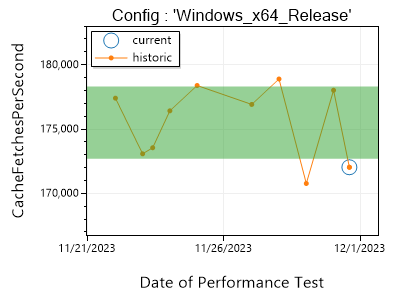 Config : 'Windows_x64_Release'
current
historic
CacheFetchesPerSecond
180,000
175,000
170,000
11/21/2023
11/26/2023
12/1/2023
Date of Performance Test